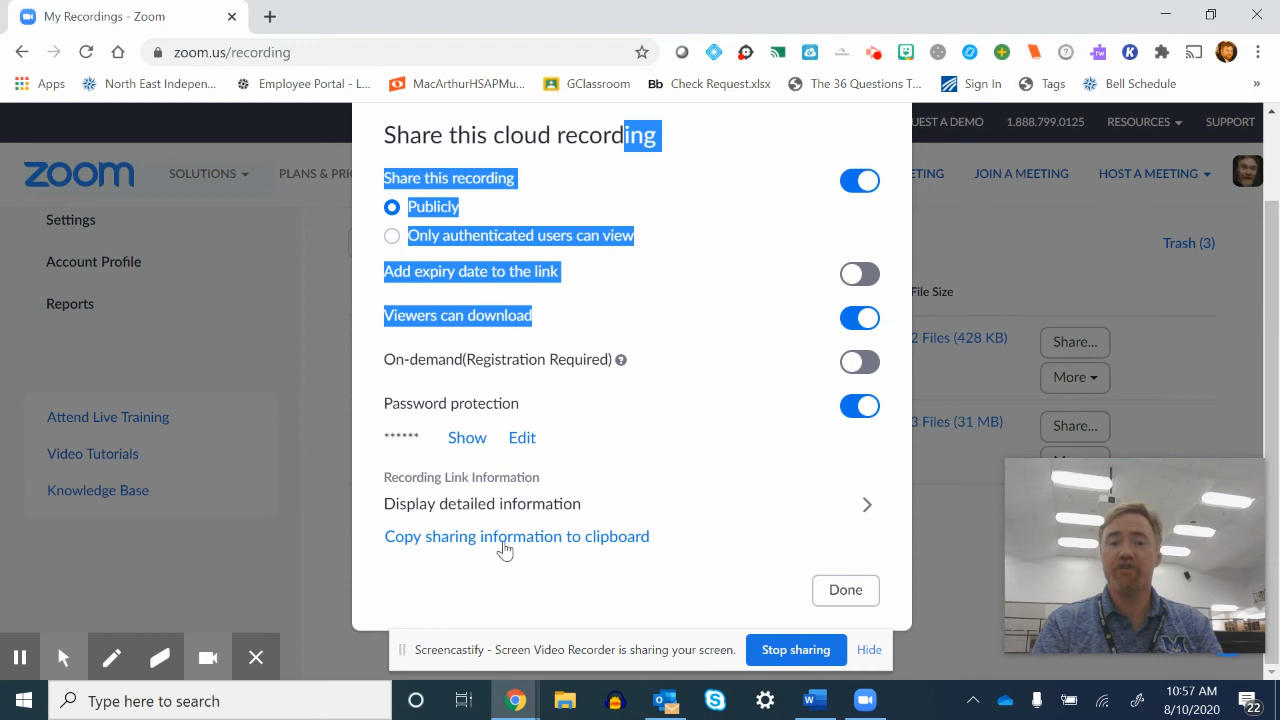 My Recordings - Zoom
zoom.us/recording
Apps
North East Indepen...
Employee Portal - L...
MacArthurHSAPMu...
GClassroom
Bb Check Request.xlsx
The 36 Questions T...
Sign In
Tags
Bell Schedule
»
UEST A DEMO 1.888.799.0125 RESOURCES SUPPORT
zoom SOLUTIONS PLANS & PRI ETING JOIN A MEETING HOST A MEETING
Settings
Account Profile
Reports
Attend Live Training
Video Tutorials
Knowledge Base
Share this cloud recording
Share this recording
Publicly
Only authenticated users can view
Add expiry date to the link
Viewers can download
On-demand(Registration Required) ?
Password protection
****** Show Edit
Recording Link Information
Display detailed information
Copy sharing information to clipboard
Done
Trash (3)
File Size
2 Files (428 KB) Share...
More
3 Files (31 MB) Share...
Screencastify - Screen Video Recorder is sharing your screen. Stop sharing Hide
Type here to search
10:57 AM
8/10/2020
22